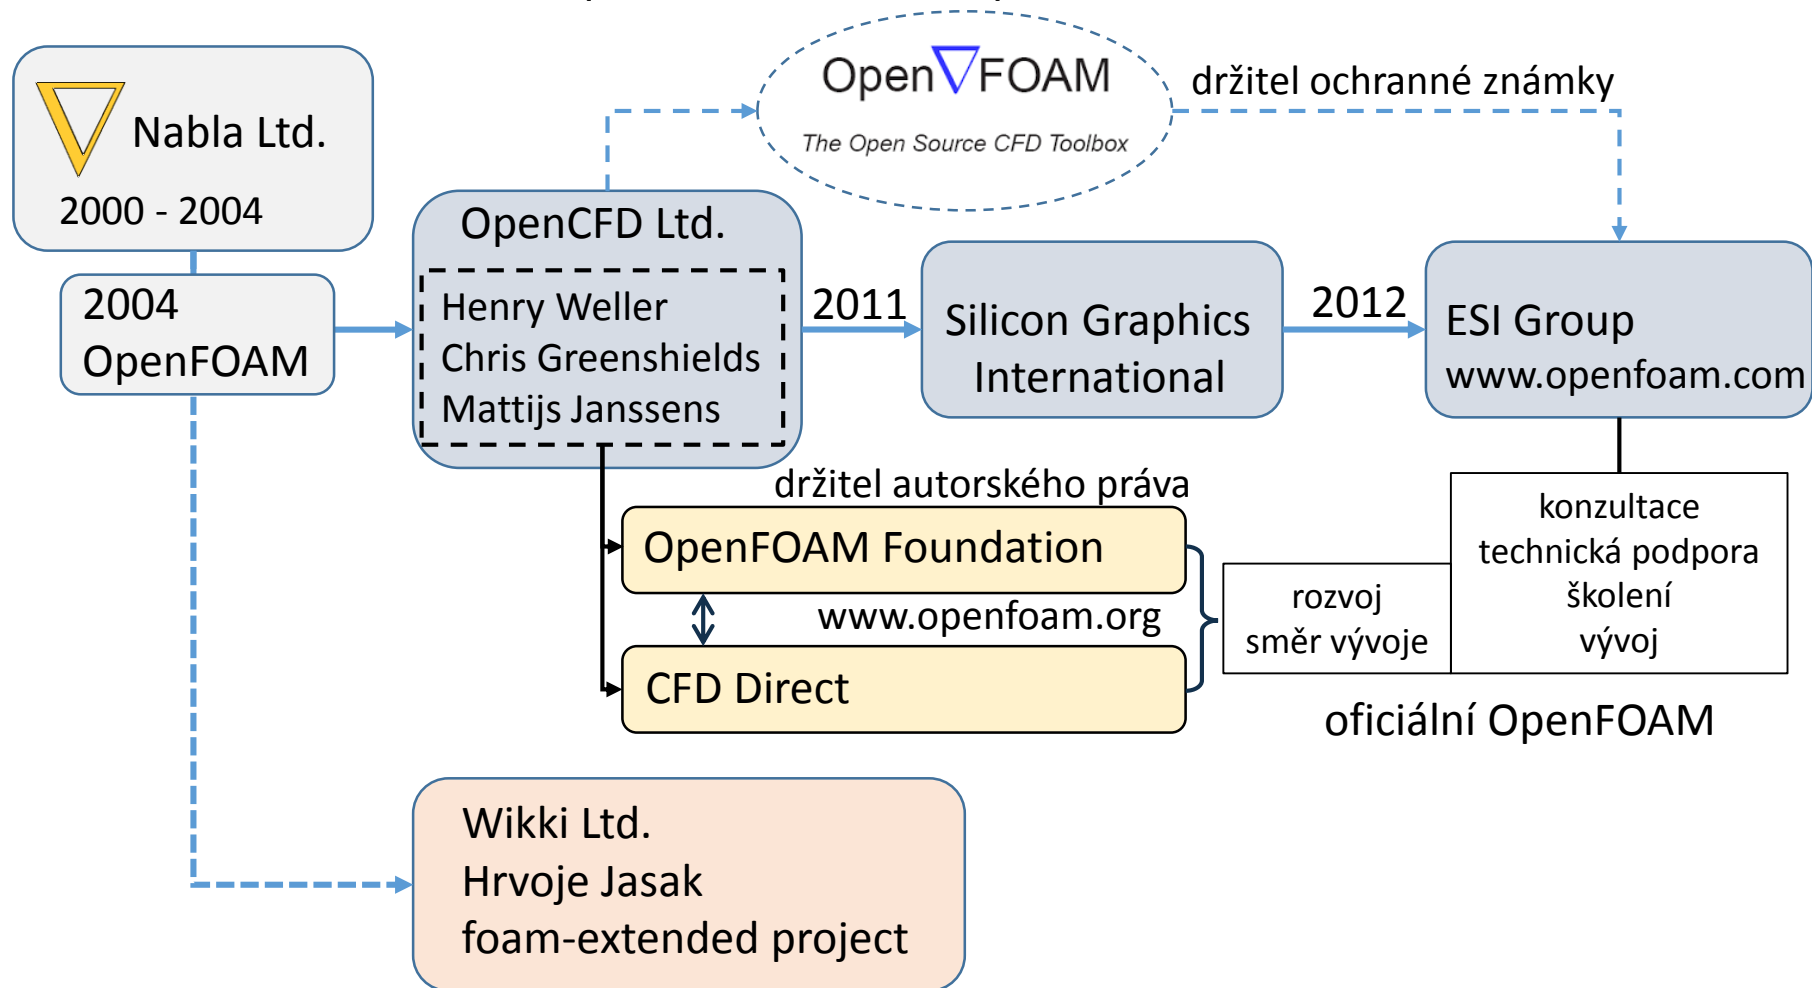 Open FOAM
The Open Source CFD Toolbox
držitel ochranné známky
Nabla Ltd.
2000 - 2004
2004
OpenFOAM
OpenCFD Ltd.
Henry Weller
Chris Greenshields
Mattijs Janssens
2011
Silicon Graphics
International
2012
ESI Group
www.openfoam.com
držitel autorského práva
OpenFOAM Foundation
www.openfoam.org
CFD Direct
rozvoj
směr vývoje
konzultace
technická podpora
školení
vývoj
oficiální OpenFOAM
Wikki Ltd.
Hrvoje Jasak
foam-extended project